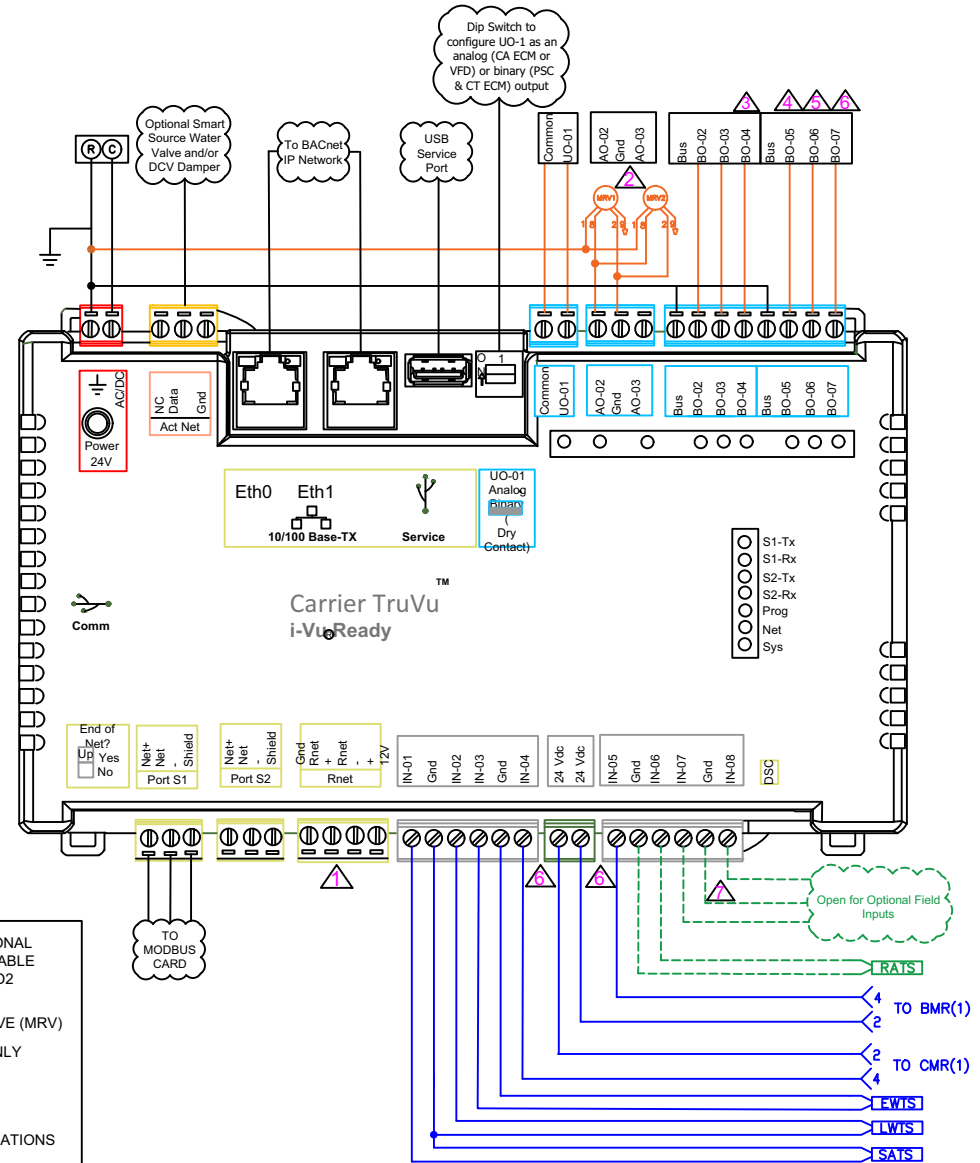 Dip Switch to
configure UO-1 as an
analog (CA ECM or
VFD) or binary (PSC
& CT ECM) output
Optional Smart
Source Water
Valve and/or
DCV Damper
To BACnet
IP Network
USB
Service
Port
R C
Common
UO-01
AO-02
Gnd
AO-03
Bus
BO-02
BO-03
BO-04
Bus
BO-05
BO-06
BO-07
3
4
5
6
2
MRV1
MRV2
1 8 2 9
1 8 2 9
O 1
AC/DC
Power
24V
NC
Data
Gnd
Act Net
Common
UO-01
AO-02
Gnd
AO-03
Bus
BO-02
BO-03
BO-04
Bus
BO-05
BO-06
BO-07
Eth0 Eth1
10/100 Base-TX
Service
UO-01
Analog
Binary
(
Dry
Contact)
S1-Tx
S1-Rx
S2-Tx
S2-Rx
Prog
Net
Sys
Comm
Carrier TruVu
™
i-Vu Ready
End of
Net?
Up Yes
No
Net+
Net
-
Shield
Port S1
Net+
Net
-
Shield
Port S2
Gnd
Rnet
+
Rnet
-
+
12V
Rnet
IN-01
Gnd
IN-02
IN-03
Gnd
IN-04
24 Vdc
24 Vdc
IN-05
Gnd
IN-06
IN-07
Gnd
IN-08
DSC
1
6
6
7
TO
MODBUS
CARD
Open for Optional Field
Inputs
RATS
4
TO BMR(1)
2
2
TO CMR(1)
4
EWTS
LWTS
SATS
ONAL
ABLE
VE (MRV)
NLY
ATIONS